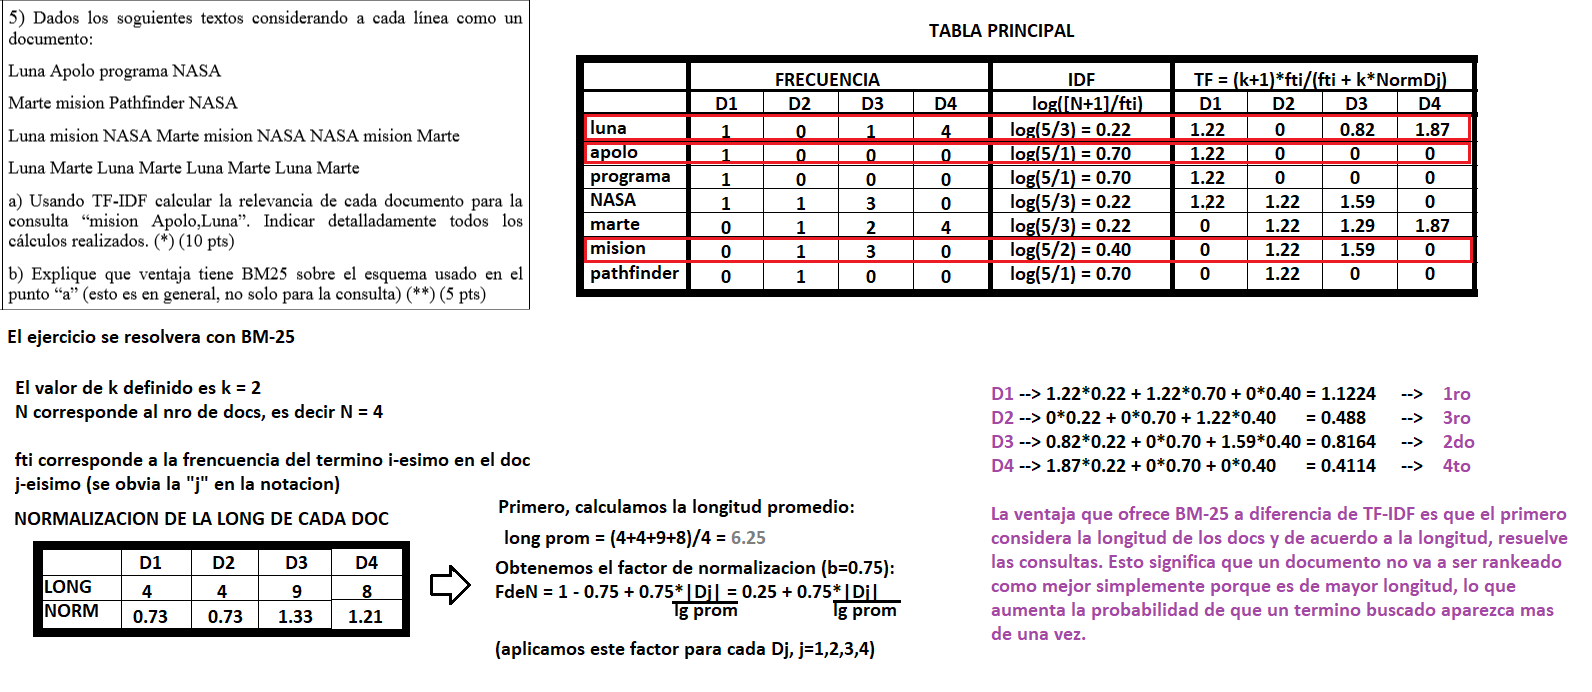 5) Dados los soguientes textos considerando a cada línea como un
documento:
Luna Apolo programa NASA
Marte mision Pathfinder NASA
Luna mision NASA Marte mision NASA NASA mision Marte
Luna Marte Luna Marte Luna Marte Luna Marte
a) Usando TF-IDF calcular la relevancia de cada documento para la
consulta “mision Apolo,Luna”. Indicar detalladamente todos los
cálculos realizados. (*) (10 pts)
b) Explique que ventaja tiene BM25 sobre el esquema usado en el
punto “a” (esto es en general, no solo para la consulta) (**) (5 pts)
TABLA PRINCIPAL
FRECUENCIA IDF TF = (k+1)*fti/(fti + k*NormDj)
D1 D2 D3 D4 log([N+1]/fti) D1 D2 D3 D4
luna 1 0 1 4 log(5/3) = 0.22 1.22 0 0.82 1.87
apolo 1 0 0 0 log(5/1) = 0.70 1.22 0 0 0
programa 1 0 0 0 log(5/1) = 0.70 1.22 0 0 0
NASA 1 1 3 0 log(5/3) = 0.22 1.22 1.22 1.59 0
marte 0 1 2 4 log(5/3) = 0.22 0 1.22 1.29 1.87
mision 0 1 3 0 log(5/2) = 0.40 0 1.22 1.59 0
pathfinder 0 1 0 0 log(5/1) = 0.70 0 1.22 0 0
El ejercicio se resolvera con BM-25
El valor de k definido es k = 2
N corresponde al nro de docs, es decir N = 4
fti corresponde a la frencuencia del termino i-esimo en el doc
j-eisimo (se obvia la "j" en la notacion)
NORMALIZACION DE LA LONG DE CADA DOC
D1 D2 D3 D4
LONG 4 4 9 8
NORM 0.73 0.73 1.33 1.21
Primero, calculamos la longitud promedio:
long prom = (4+4+9+8)/4 = 6.25
Obtenemos el factor de normalizacion (b=0.75):
FdeN = 1 - 0.75 + 0.75*|Dj| = 0.25 + 0.75*|Dj|
lg prom lg prom
(aplicamos este factor para cada Dj, j=1,2,3,4)
D1 --> 1.22*0.22 + 1.22*0.70 + 0*0.40 = 1.1224 --> 1ro
D2 --> 0*0.22 + 0*0.70 + 1.22*0.40 = 0.488 --> 3ro
D3 --> 0.82*0.22 + 0*0.70 + 1.59*0.40 = 0.8164 --> 2do
D4 --> 1.87*0.22 + 0*0.70 + 0*0.40 = 0.4114 --> 4to
La ventaja que ofrece BM-25 a diferencia de TF-IDF es que el primero
considera la longitud de los docs y de acuerdo a la longitud, resuelve
las consultas. Esto significa que un documento no va a ser rankeado
como mejor simplemente porque es de mayor longitud, lo que
aumenta la probabilidad de que un termino buscado aparezca mas
de una vez.